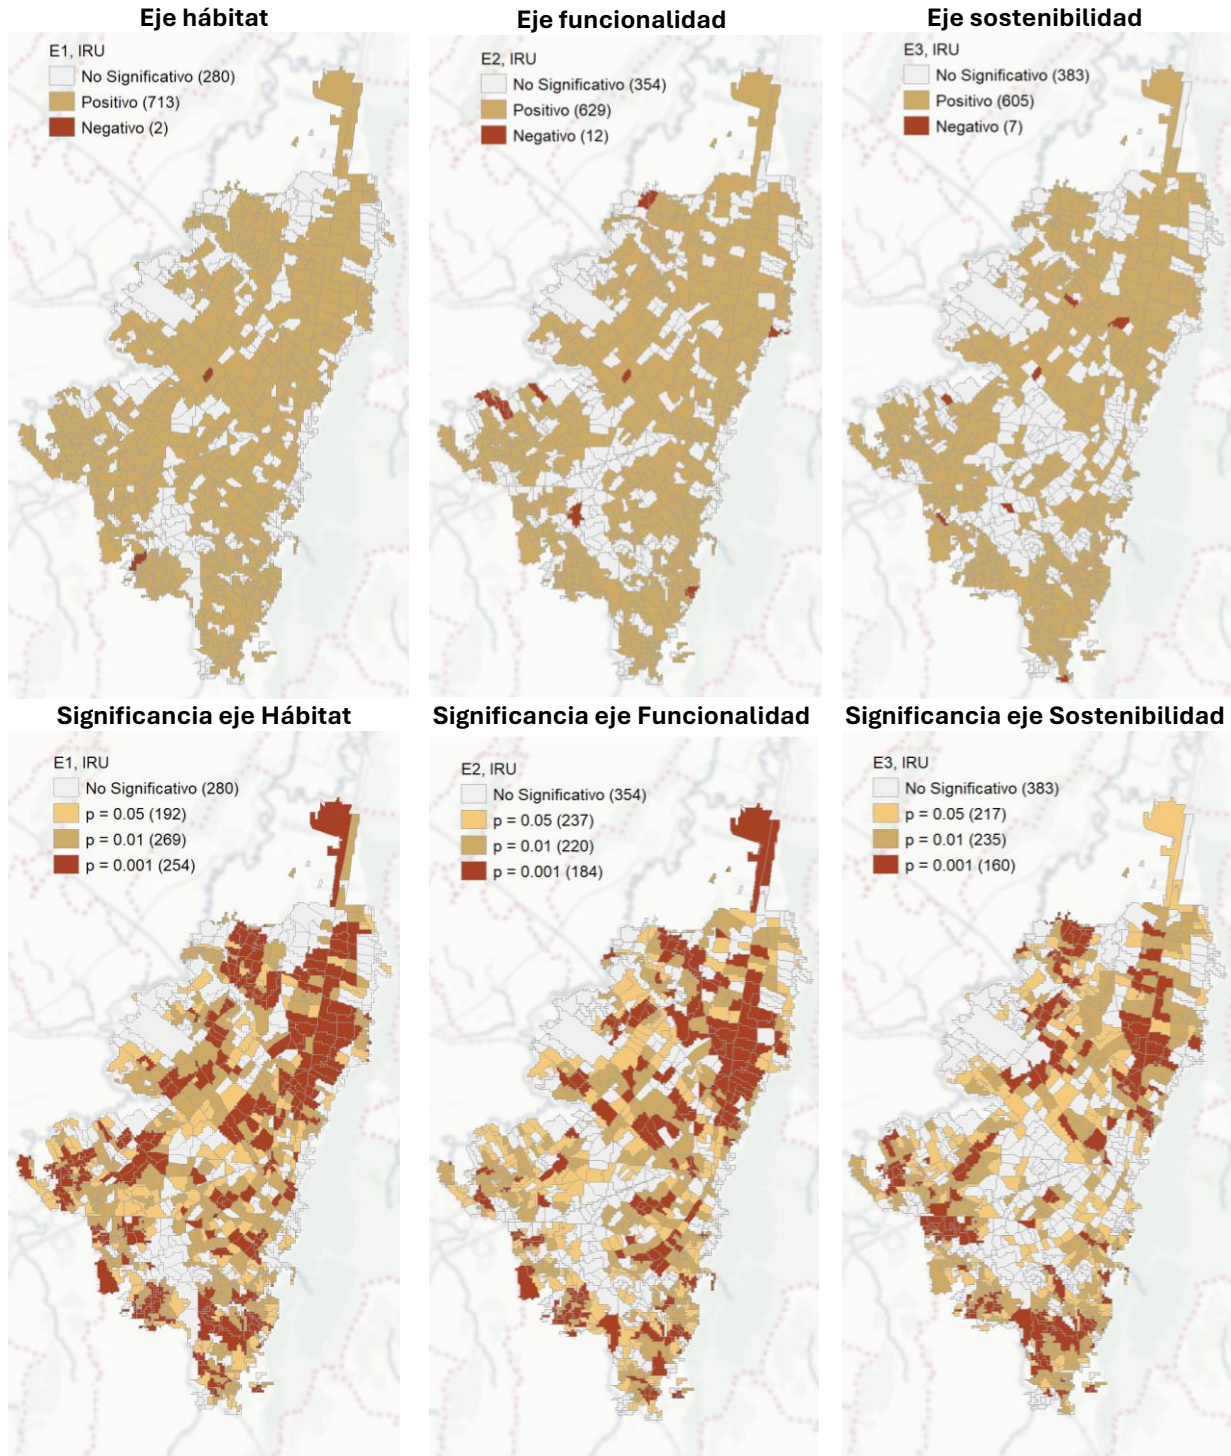 Eje hábitat
E1, IRU
No Significativo (280)
Positivo (713)
Negativo (2)
Eje funcionalidad
E2, IRU
No Significativo (354)
Positivo (629)
Negativo (12)
Eje sostenibilidad
E3, IRU
No Significativo (383)
Positivo (605)
Negativo (7)
Significancia eje Hábitat
E1, IRU
No Significativo (280)
p = 0.05 (192)
p = 0.01 (269)
p = 0.001 (254)
Significancia eje Funcionalidad
E2, IRU
No Significativo (354)
p = 0.05 (237)
p = 0.01 (220)
p = 0.001 (184)
Significancia eje Sostenibilidad
E3, IRU
No Significativo (383)
p = 0.05 (217)
p = 0.01 (235)
p = 0.001 (160)